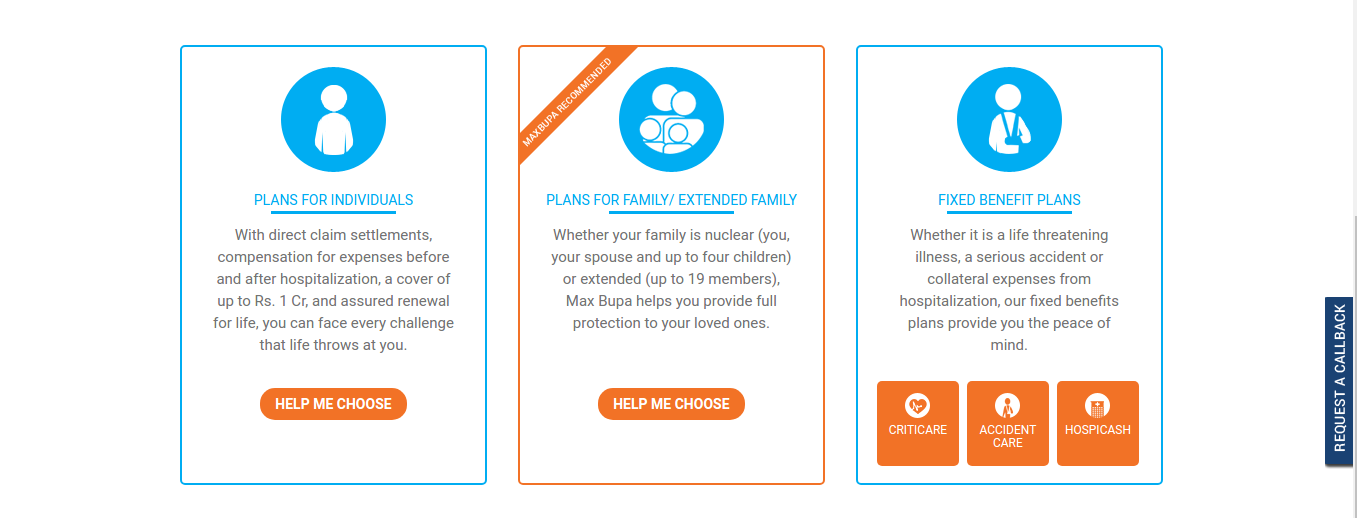 PLANS FOR INDIVIDUALS
With direct claim settlements,
compensation for expenses before
and after hospitalization, a cover of
up to Rs. 1 Cr, and assured renewal
for life, you can face every challenge
that life throws at you.
HELP ME CHOOSE
MAXBUPA RECOMMENDED
PLANS FOR FAMILY/ EXTENDED FAMILY
Whether your family is nuclear (you,
your spouse and up to four children)
or extended (up to 19 members),
Max Bupa helps you provide full
protection to your loved ones.
HELP ME CHOOSE
FIXED BENEFIT PLANS
Whether it is a life threatening
illness, a serious accident or
collateral expenses from
hospitalization, our fixed benefits
plans provide you the peace of
mind.
CRITICARE
ACCIDENT
CARE
HOSPICASH
REQUEST A CALLBACK